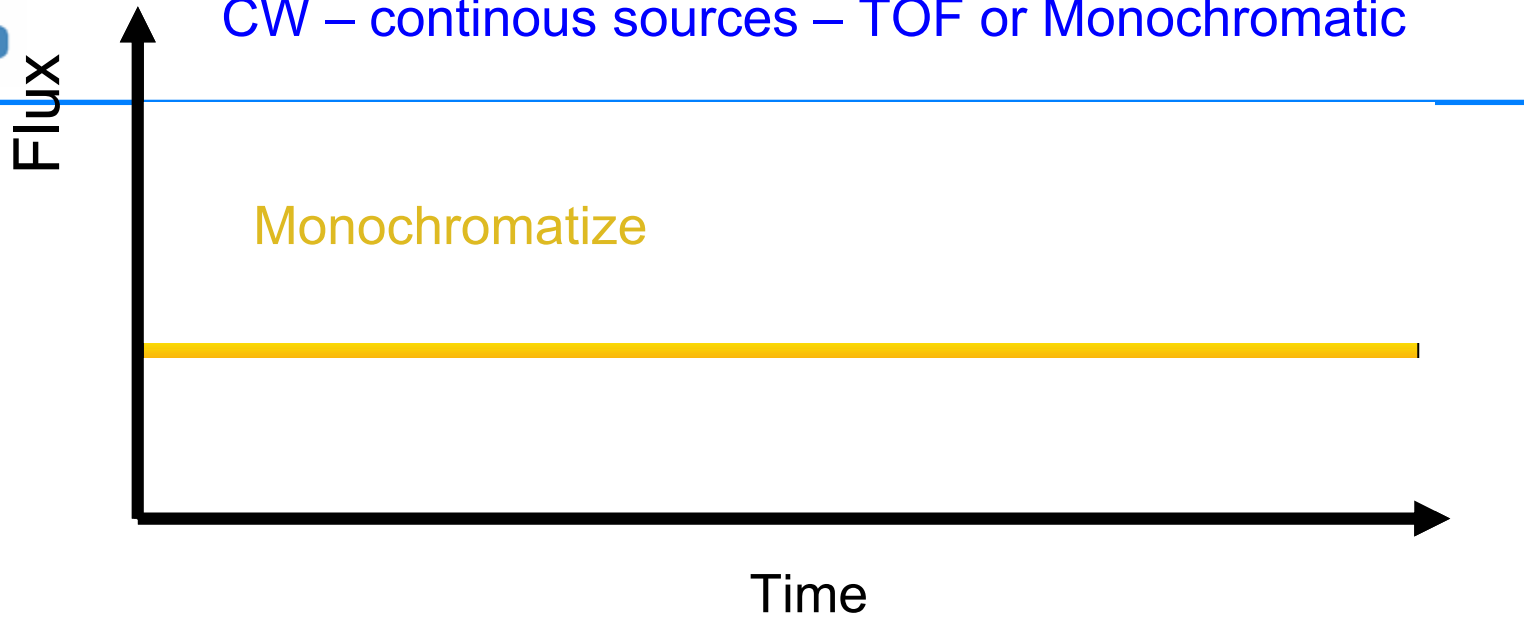 CW – continous sources – TOF or Monochromatic
Flux
Monochromatize
Time